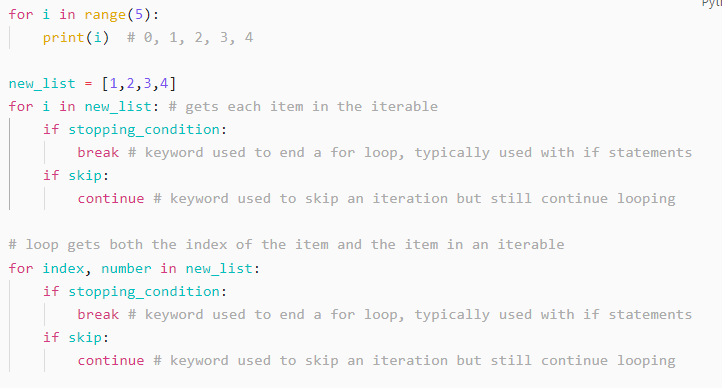 Pyt
for i in range(5):
    print(i)  # 0, 1, 2, 3, 4

new_list = [1,2,3,4]
for i in new_list: # gets each item in the iterable
    if stopping_condition:
        break # keyword used to end a for loop, typically used with if statements
    if skip:
        continue # keyword used to skip an iteration but still continue looping

# loop gets both the index of the item and the item in an iterable
for index, number in new_list:
    if stopping_condition:
        break # keyword used to end a for loop, typically used with if statements
    if skip:
        continue # keyword used to skip an iteration but still continue looping